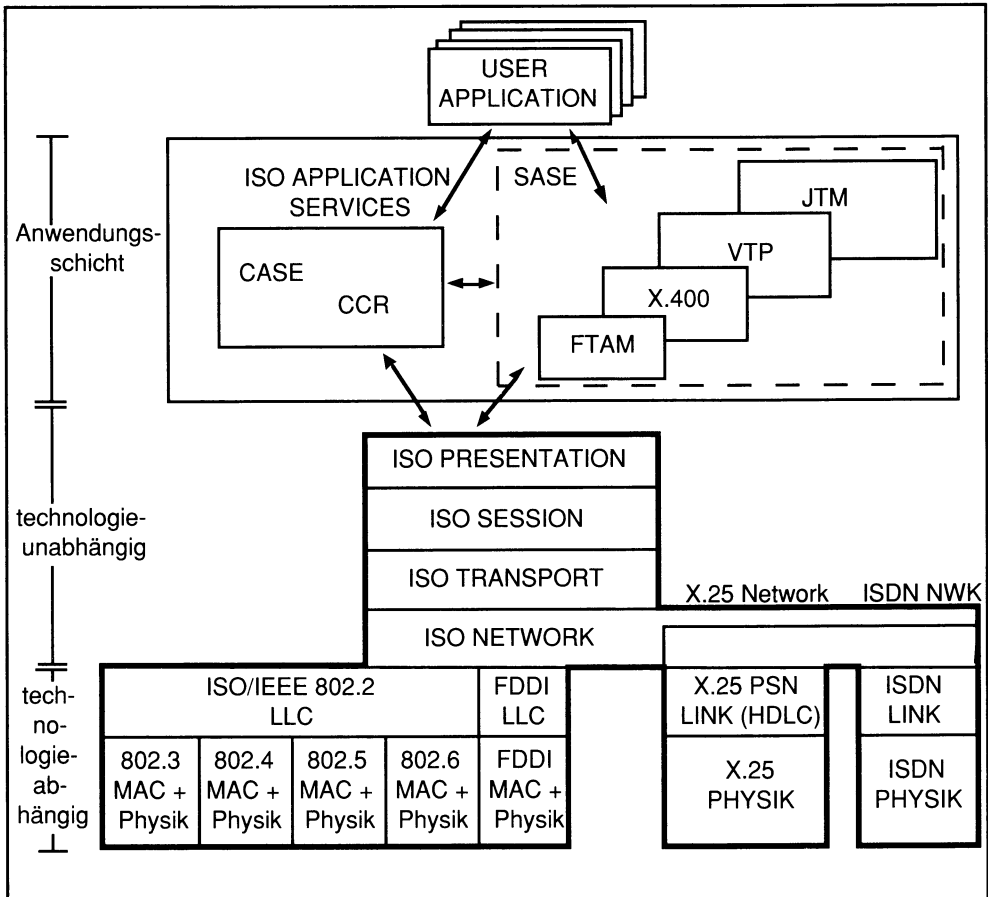 USER
APPLICATION
ISO APPLICATION
SERVICES
SASE
JTM
VTP
X.400
FTAM
CASE
CCR
Anwendungs-
schicht
ISO PRESENTATION
ISO SESSION
ISO TRANSPORT
ISO NETWORK
technologie-
unabhängig
X.25 Network
ISDN NWK
tech-
no-
logie-
ab-
hängig
ISO/IEEE 802.2
LLC
FDDI
LLC
X.25 PSN
LINK (HDLC)
ISDN
LINK
802.3
MAC +
Physik
802.4
MAC +
Physik
802.5
MAC +
Physik
802.6
MAC +
Physik
FDDI
MAC +
Physik
X.25
PHYSIK
ISDN
PHYSIK